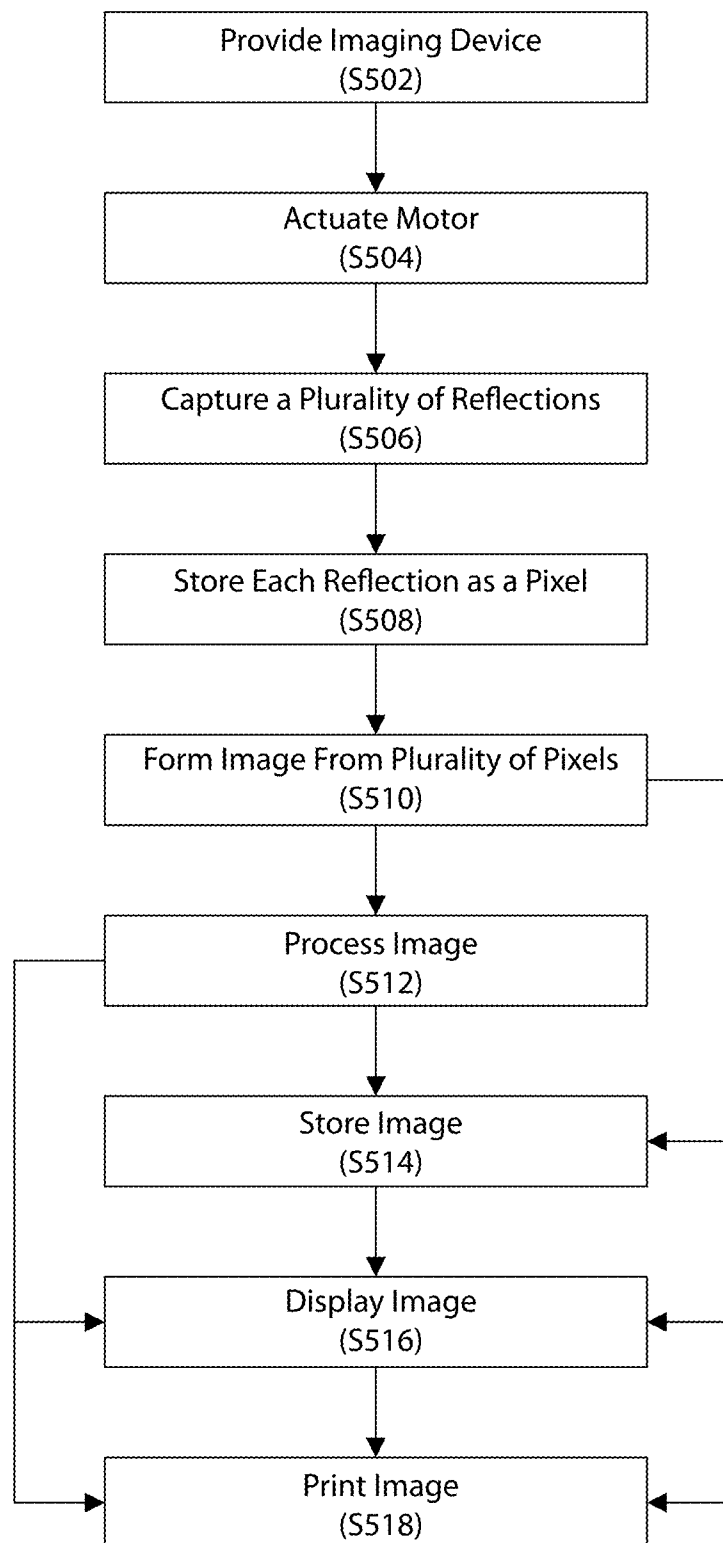 Provide Imaging Device
(S502)
Actuate Motor
(S504)
Capture a Plurality of Reflections
(S506)
Store Each Reflection as a Pixel
(S508)
Form Image From Plurality of Pixels
(S510)
Process Image
(S512)
Store Image
(S514)
Display Image
(S516)
Print Image
(S518)